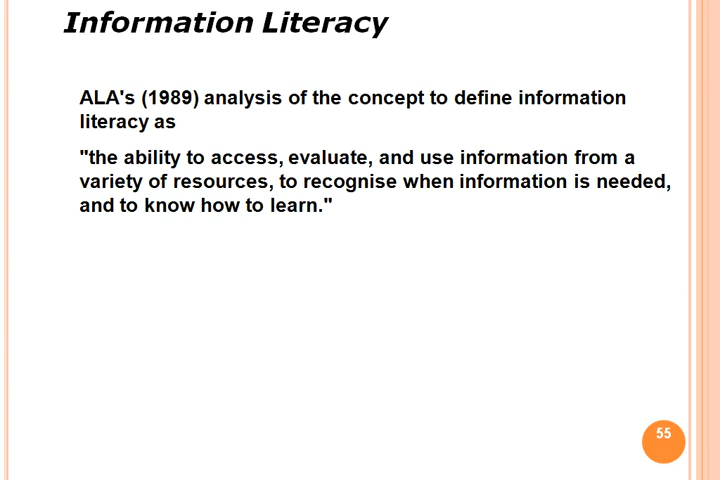 Information Literacy
ALA's (1989) analysis of the concept to define information
literacy as
"the ability to access, evaluate, and use information from a
variety of resources, to recognise when information is needed,
and to know how to learn."
55